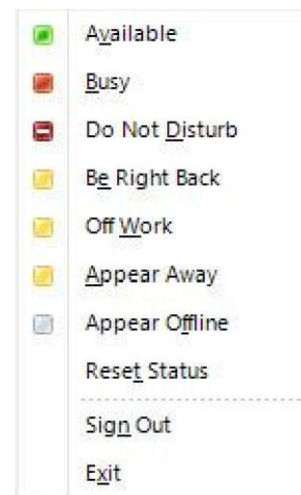 Available
Busy
Do Not Disturb
Be Right Back
Off Work
Appear Away
Appear Offline
Reset Status
Sign Out
Exit